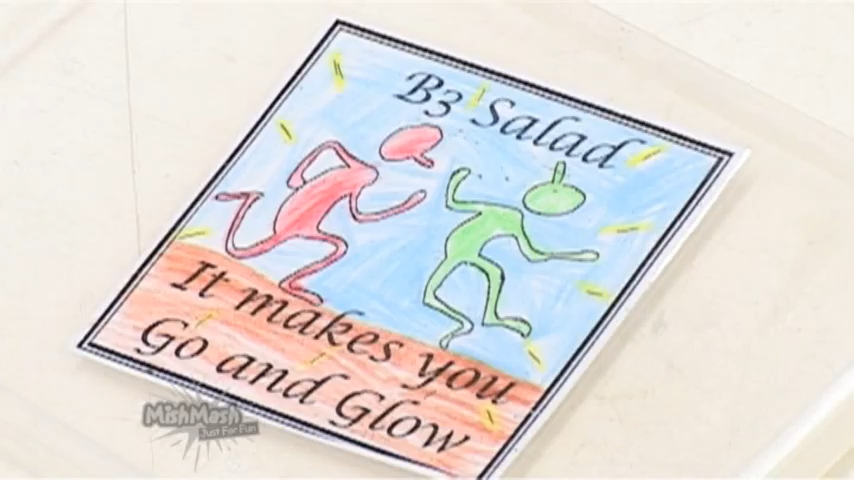 B3 Salad
It makes you
Go and Glow
MishMash
Just For Fun